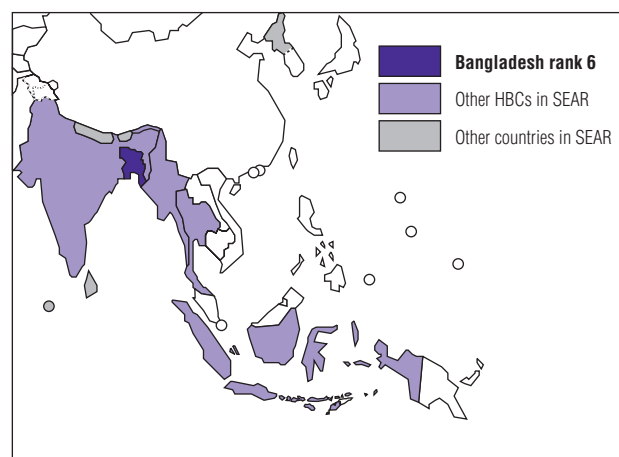 Bangladesh rank 6
Other HBCs in SEAR
Other countries in SEAR